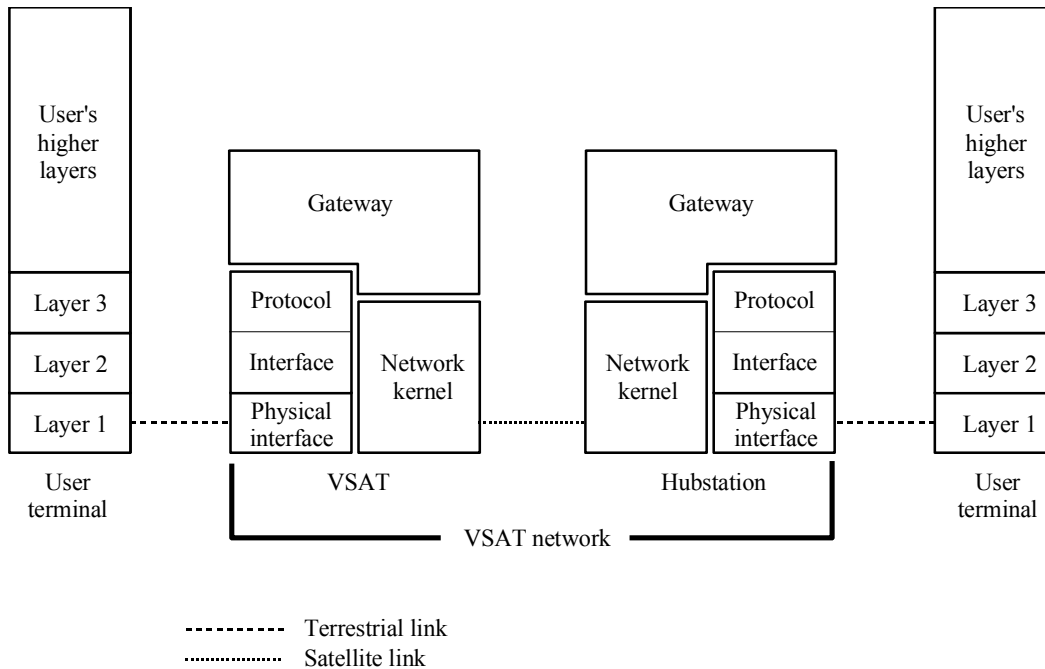 User's
higher
layers
Layer 3
Layer 2
Layer 1
User
terminal
Gateway
Protocol
Interface
Physical
interface
Network
kernel
VSAT
Gateway
Network
kernel
Protocol
Interface
Physical
interface
Hubstation
User's
higher
layers
Layer 3
Layer 2
Layer 1
User
terminal
VSAT network
Terrestrial link
Satellite link